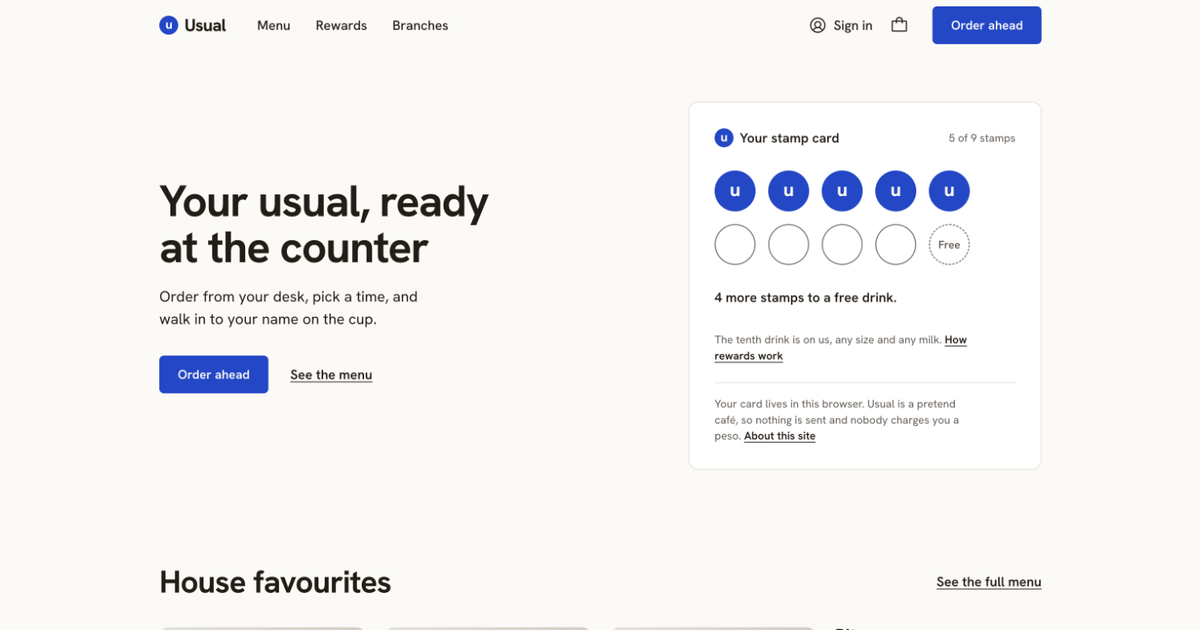 u Usual
Menu
Rewards
Branches
Sign in
Order ahead
Your usual, ready
at the counter
Order from your desk, pick a time, and
walk in to your name on the cup.
Order ahead
See the menu
u Your stamp card
5 of 9 stamps
u u u u u
Free
4 more stamps to a free drink.
The tenth drink is on us, any size and any milk. How
rewards work
Your card lives in this browser. Usual is a pretend
café, so nothing is sent and nobody charges you a
peso. About this site
House favourites
See the full menu